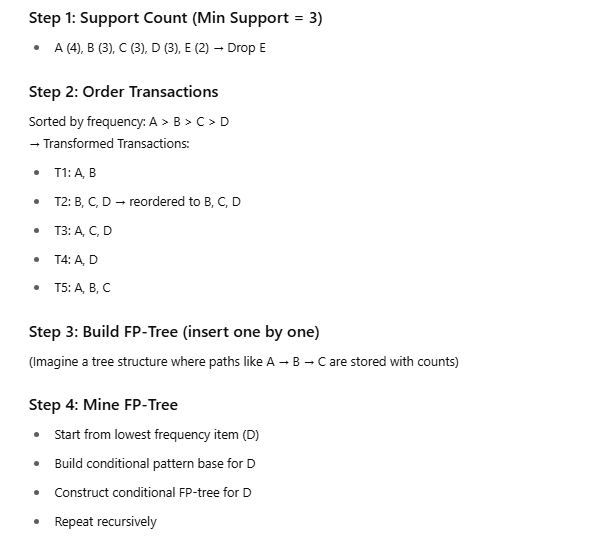 Step 1: Support Count (Min Support = 3)
• A (4), B (3), C (3), D (3), E (2) → Drop E
Step 2: Order Transactions
Sorted by frequency: A > B > C > D
→ Transformed Transactions:
• T1: A, B
• T2: B, C, D → reordered to B, C, D
• T3: A, C, D
• T4: A, D
• T5: A, B, C
Step 3: Build FP-Tree (insert one by one)
(Imagine a tree structure where paths like A → B → C are stored with counts)
Step 4: Mine FP-Tree
• Start from lowest frequency item (D)
• Build conditional pattern base for D
• Construct conditional FP-tree for D
• Repeat recursively